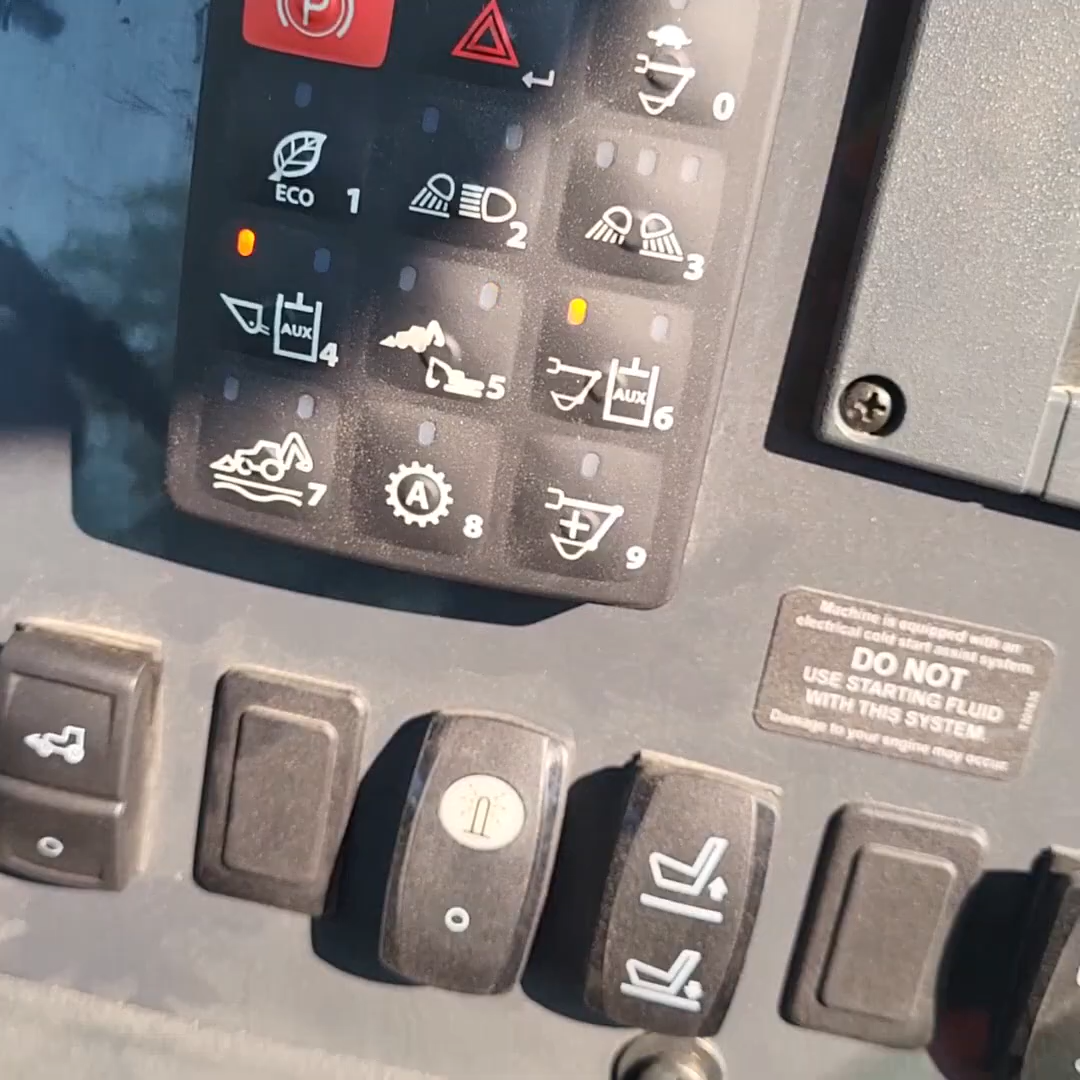 P
0
ECO 1
2
3
AUX 4
5
AUX 6
7
A 8
9
Machine is equipped with an
electrical cold start assist system.
DO NOT
USE STARTING FLUID
WITH THIS SYSTEM.
Damage to your engine may occur.